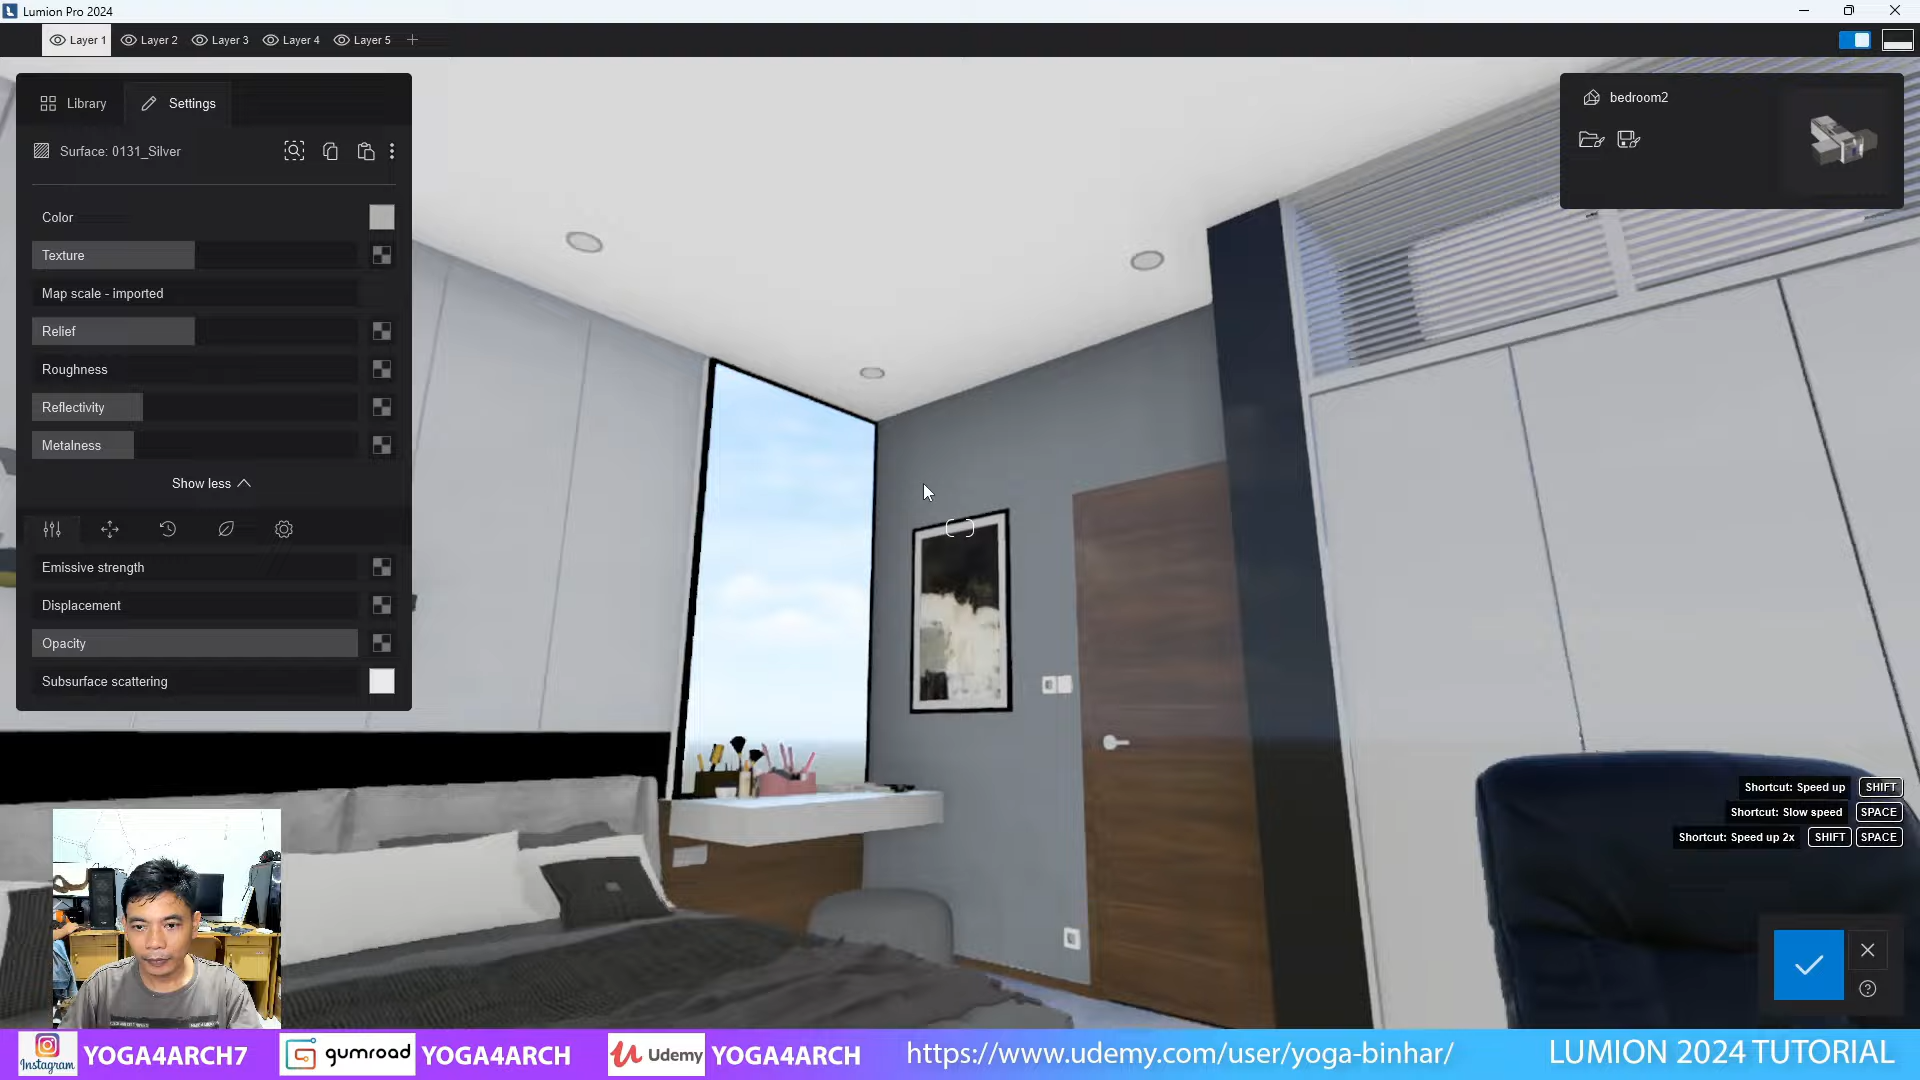 Lumion Pro 2024
Layer 1 Layer 2 Layer 3 Layer 4 Layer 5 +
Library Settings
Surface: 0131_Silver
Color
Texture
Map scale - imported
Relief
Roughness
Reflectivity
Metalness
Show less
Emissive strength
Displacement
Opacity
Subsurface scattering
bedroom2
Shortcut: Speed up SHIFT
Shortcut: Slow speed SPACE
Shortcut: Speed up 2x SHIFT SPACE
Instagram YOGA4ARCH7 gumroad YOGA4ARCH Udemy YOGA4ARCH https://www.udemy.com/user/yoga-binhar/ LUMION 2024 TUTORIAL